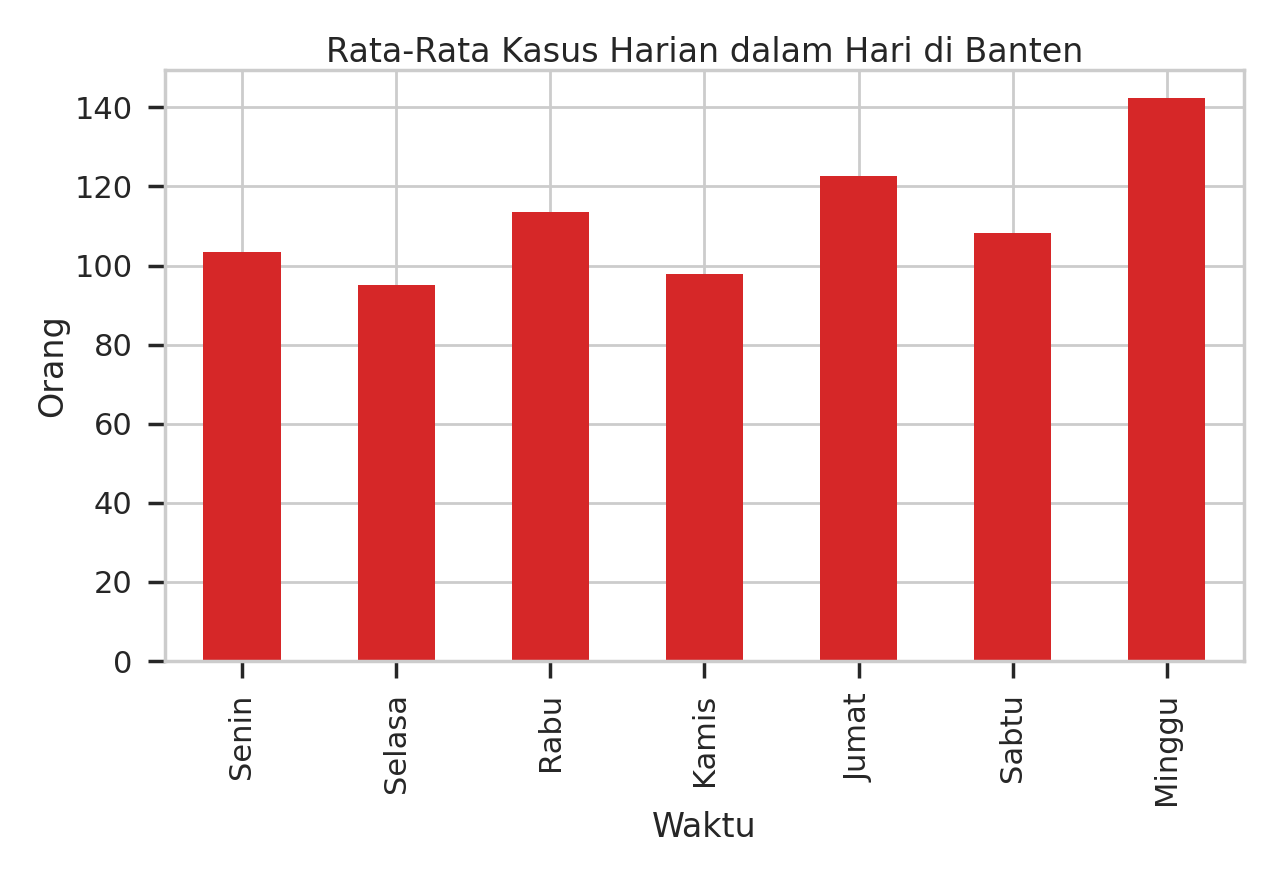 Rata-Rata Kasus Harian dalam Hari di Banten
140
120
100
80
60
40
20
0
Orang
Senin
Selasa
Rabu
Kamis
Jumat
Sabtu
Minggu
Waktu